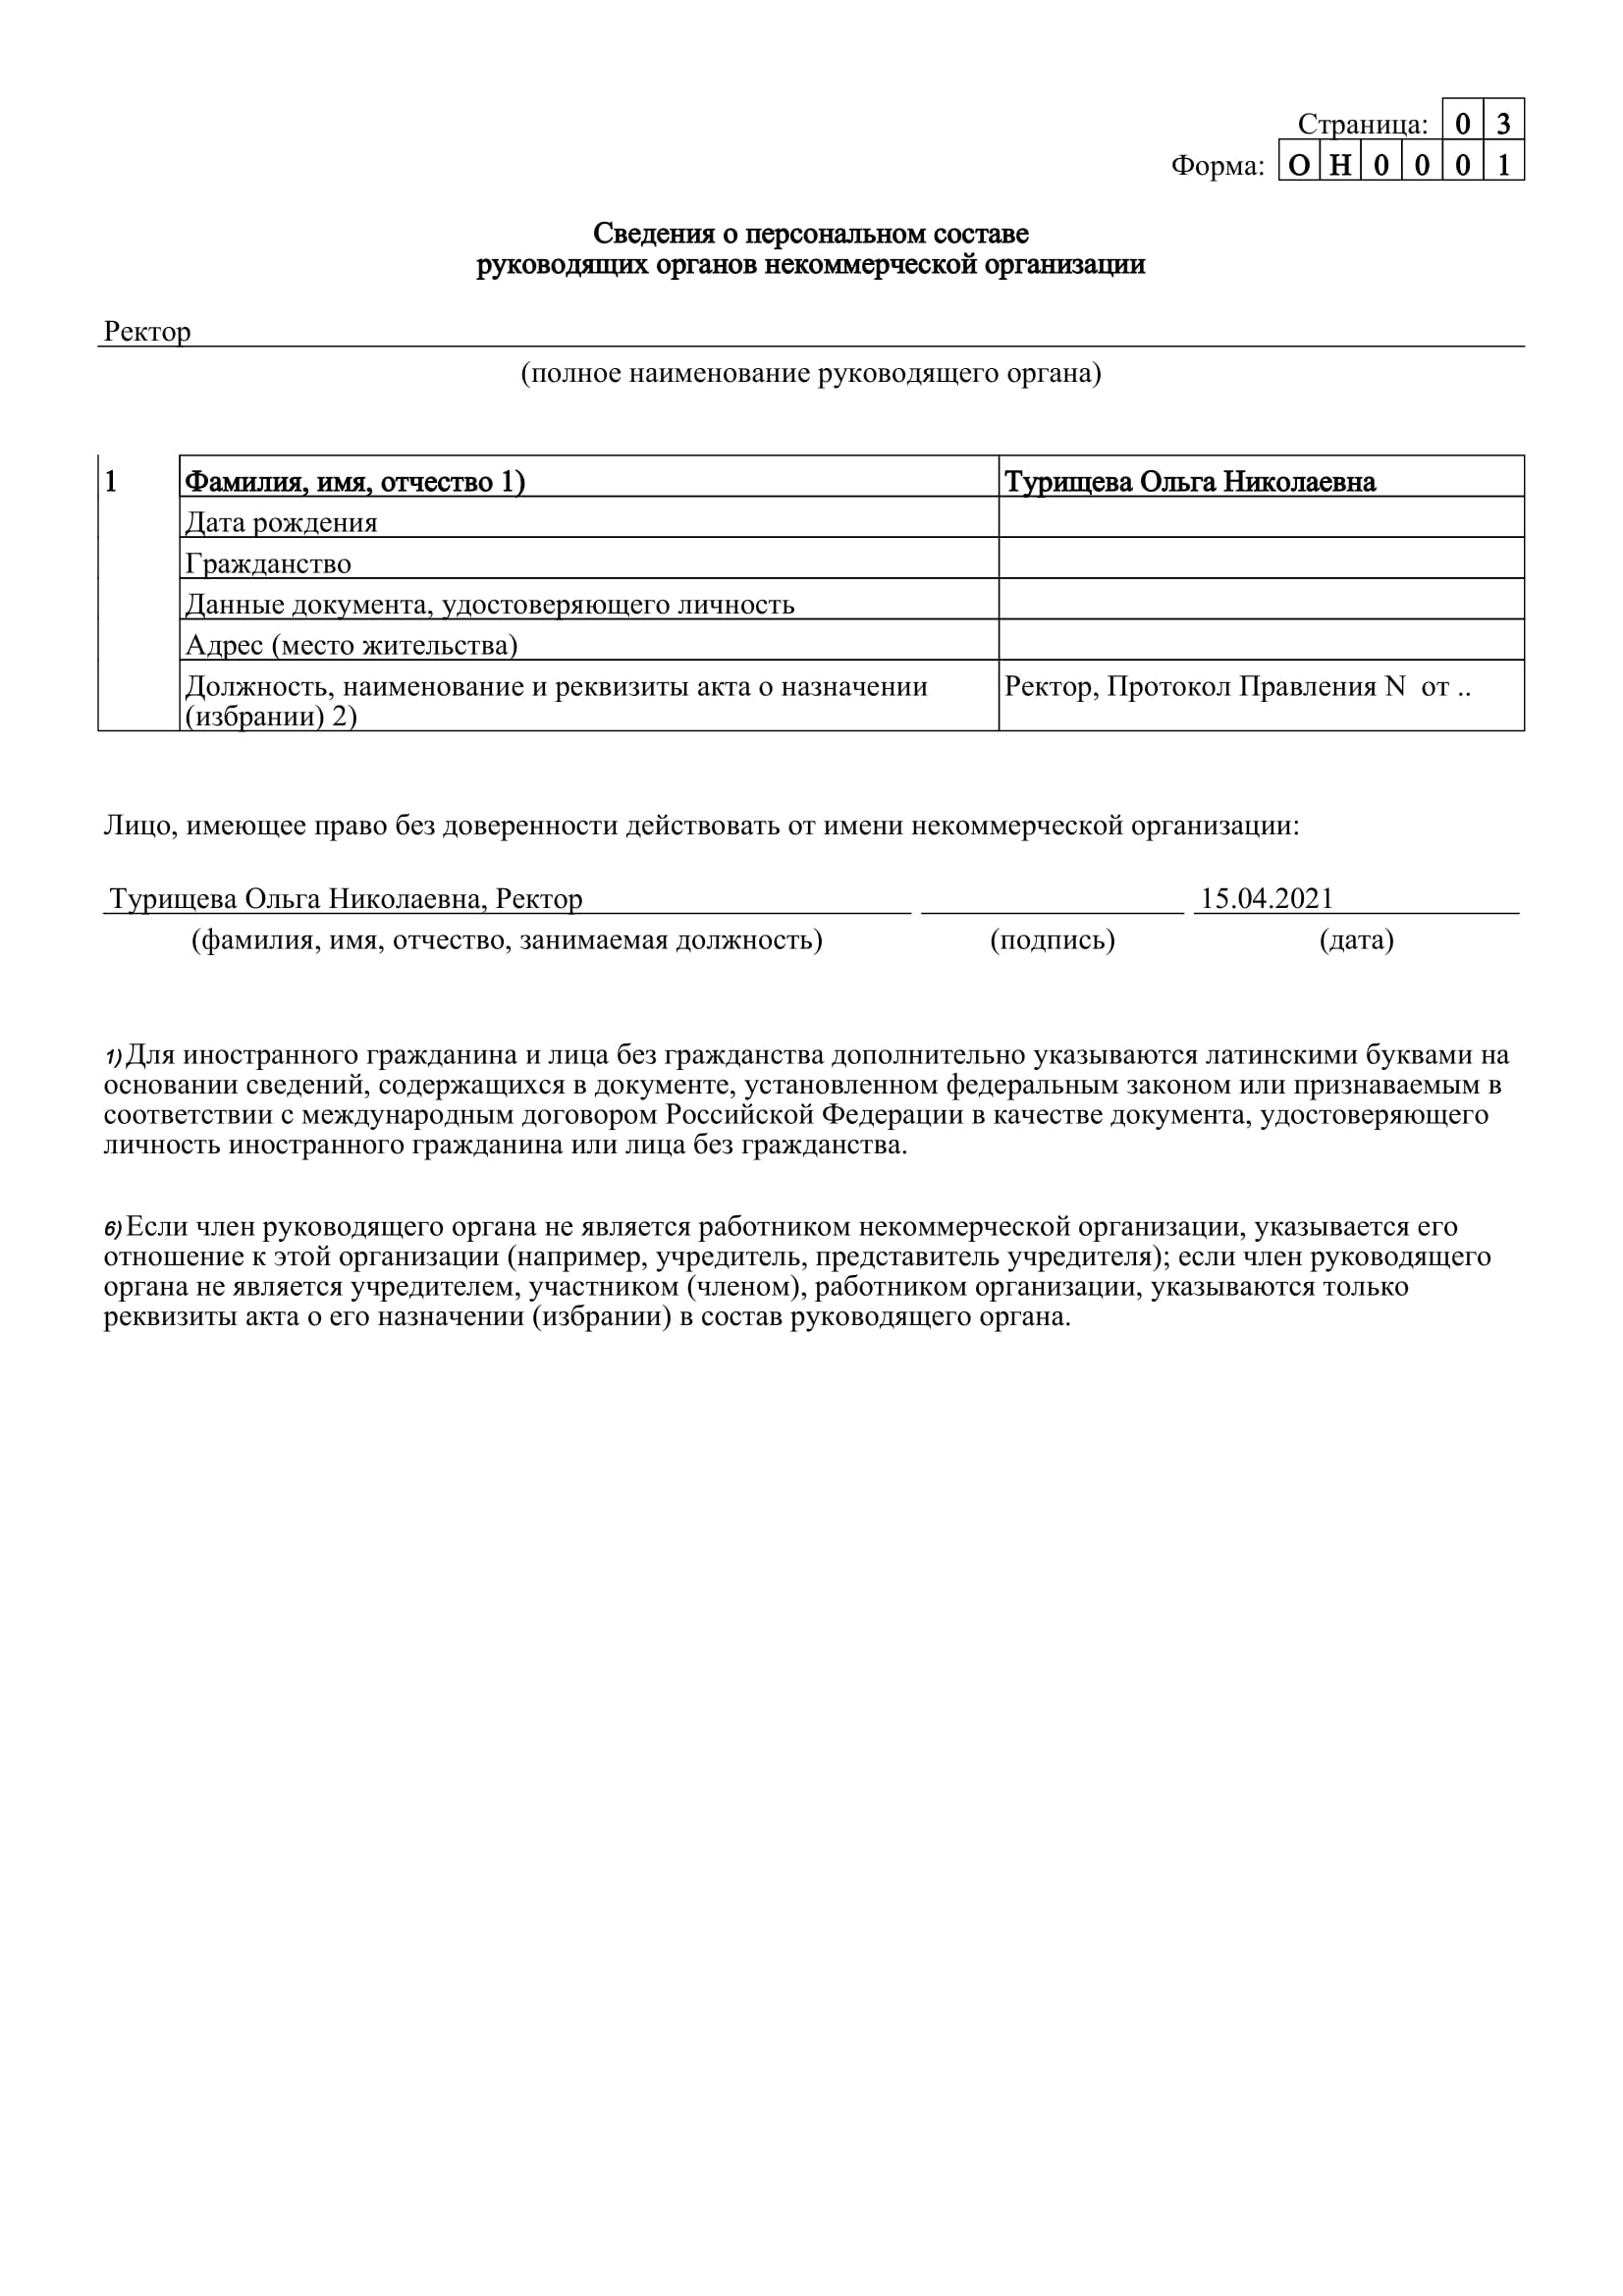 Страница: 0 3
Форма: О Н 0 0 0 1
Сведения о персональном составе
руководящих органов некоммерческой организации
Ректор
(полное наименование руководящего органа)
1 Фамилия, имя, отчество 1) Турищева Ольга Николаевна
Дата рождения
Гражданство
Данные документа, удостоверяющего личность
Адрес (место жительства)
Должность, наименование и реквизиты акта о назначении Ректор, Протокол Правления N от ..
(избрании) 2)
Лицо, имеющее право без доверенности действовать от имени некоммерческой организации:
Турищева Ольга Николаевна, Ректор 15.04.2021
(фамилия, имя, отчество, занимаемая должность) (подпись) (дата)
1) Для иностранного гражданина и лица без гражданства дополнительно указываются латинскими буквами на
основании сведений, содержащихся в документе, установленном федеральным законом или признаваемым в
соответствии с международным договором Российской Федерации в качестве документа, удостоверяющего
личность иностранного гражданина или лица без гражданства.
6) Если член руководящего органа не является работником некоммерческой организации, указывается его
отношение к этой организации (например, учредитель, представитель учредителя); если член руководящего
органа не является учредителем, участником (членом), работником организации, указываются только
реквизиты акта о его назначении (избрании) в состав руководящего органа.